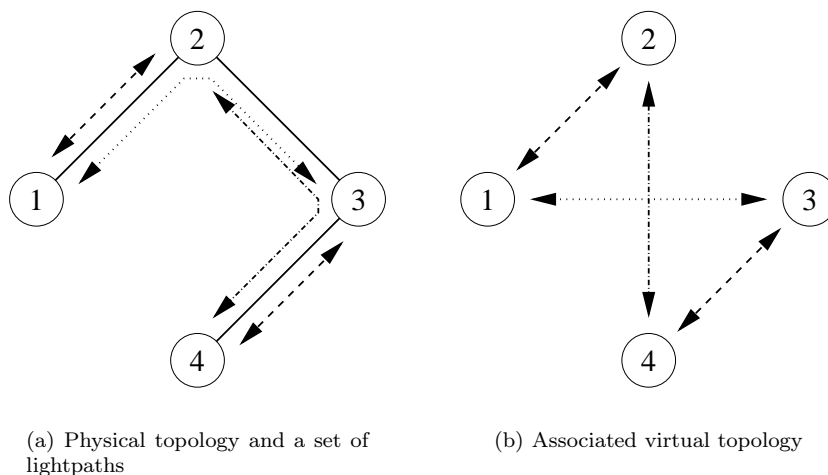 2
1
3
4
2
1
3
4
(a) Physical topology and a set of
lightpaths
(b) Associated virtual topology